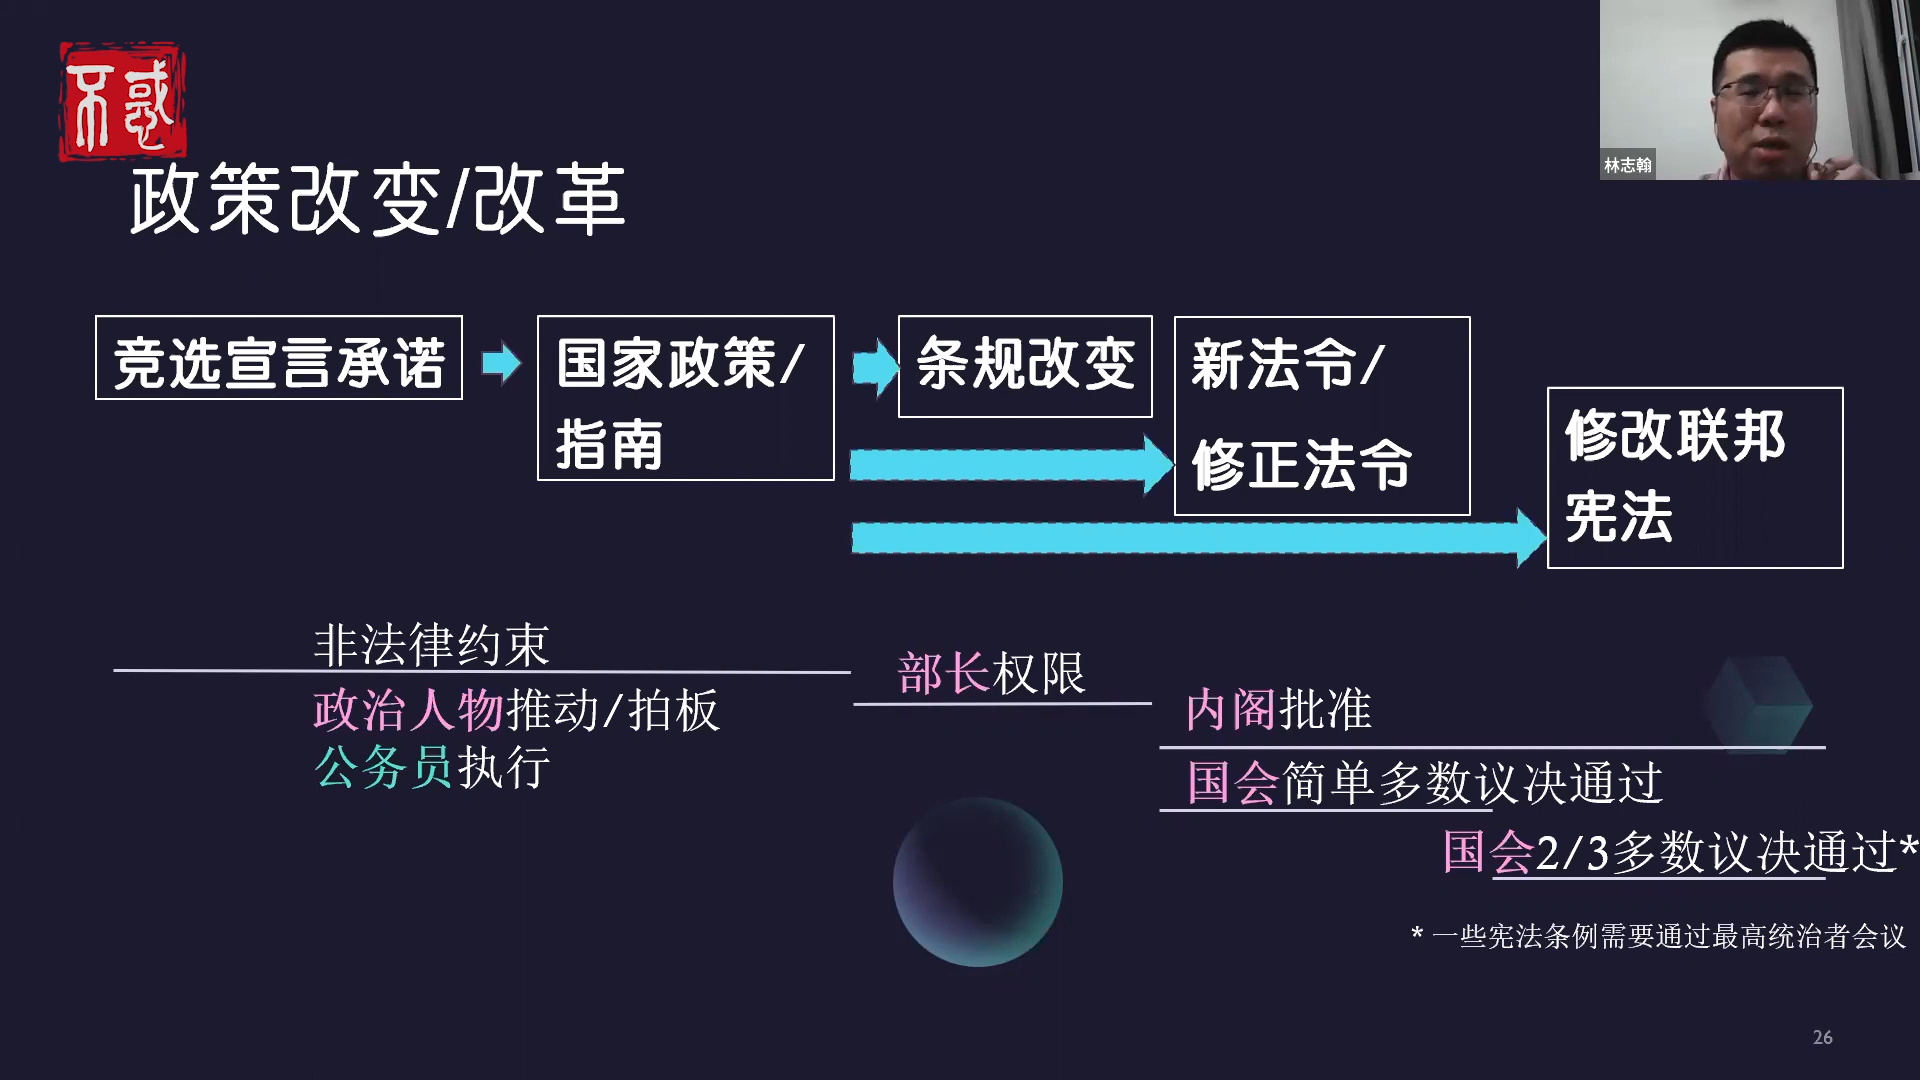 不惑
林志翰
政策改变/改革
竞选宣言承诺
国家政策/
指南
条规改变
新法令/
修正法令
修改联邦
宪法
非法律约束
政治人物推动/拍板
公务员执行
部长权限
内阁批准
国会简单多数议决通过
国会2/3多数议决通过*
* 一些宪法条例需要通过最高统治者会议
26